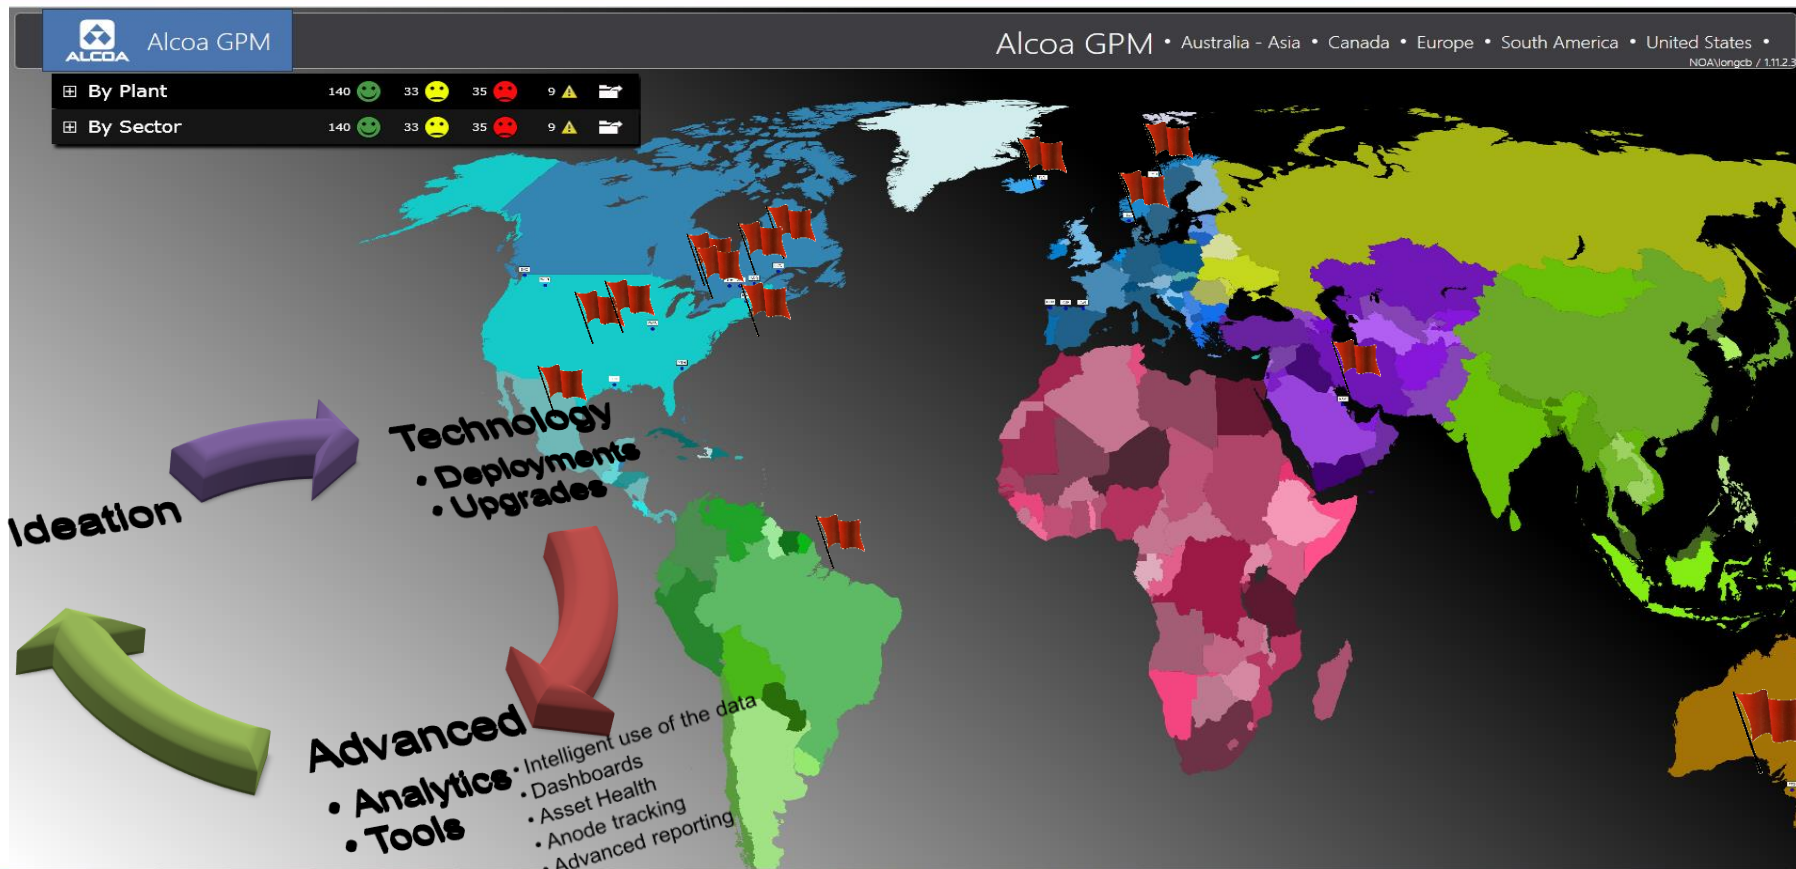 ALCOA
Alcoa GPM
Alcoa GPM • Australia - Asia • Canada • Europe • South America • United States •
NOA\longcb / 1.11.2.3
By Plant 140 33 35 9
By Sector 140 33 35 9
Technology
• Deployments
• Upgrades
Ideation
Advanced
• Analytics
• Tools
• Intelligent use of the data
• Dashboards
• Asset Health
• Anode tracking
• Advanced reporting